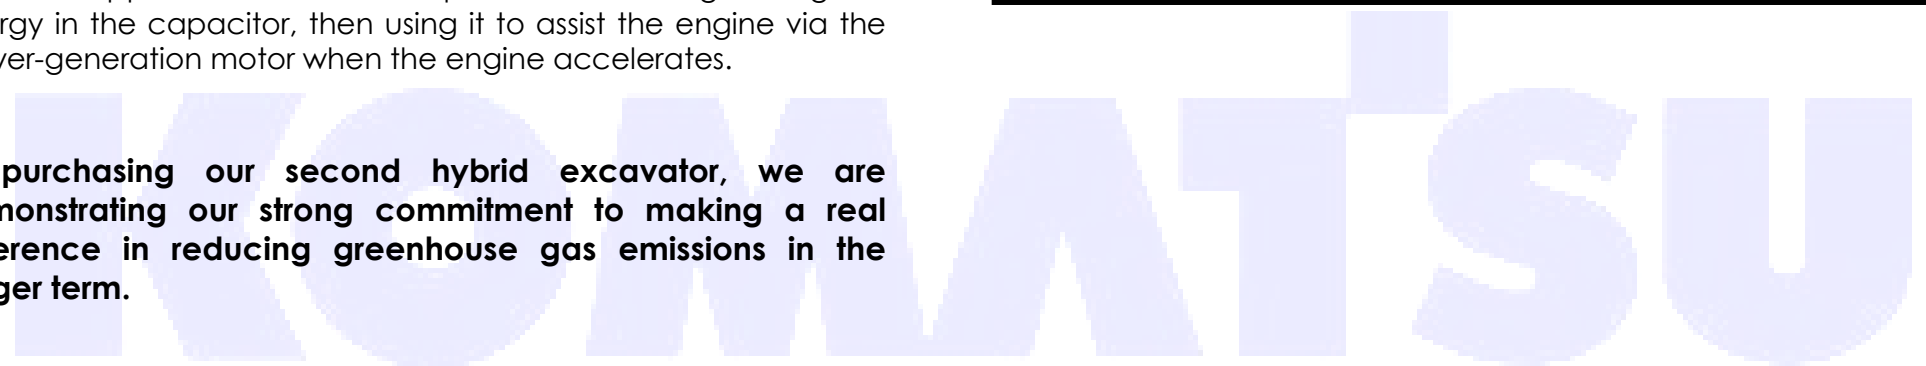 rgy in the capacitor, then using it to assist the engine via the
ver-generation motor when the engine accelerates.
purchasing our second hybrid excavator, we are
monstrating our strong commitment to making a real
erence in reducing greenhouse gas emissions in the
ger term.
KOMATSU